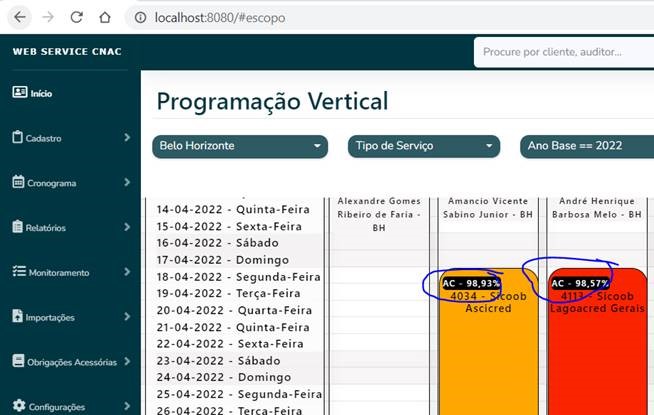 localhost:8080/#escopo
WEB SERVICE CNAC
Procure por cliente, auditor...
Início
Cadastro
Cronograma
Relatórios
Monitoramento
Importações
Obrigações Acessórias
Configurações
Programação Vertical
Belo Horizonte
Tipo de Serviço
Ano Base == 2022
Alexandre Gomes
Ribeiro de Faria -
BH
Amancio Vicente
Sabino Junior - BH
André Henrique
Barbosa Melo - BH
14-04-2022 - Quinta-Feira
15-04-2022 - Sexta-Feira
16-04-2022 - Sábado
17-04-2022 - Domingo
18-04-2022 - Segunda-Feira
19-04-2022 - Terça-Feira
20-04-2022 - Quarta-Feira
21-04-2022 - Quinta-Feira
22-04-2022 - Sexta-Feira
23-04-2022 - Sábado
24-04-2022 - Domingo
25-04-2022 - Segunda-Feira
26-04-2022 - Terça-Feira
AC - 98,93%
4034 - Sicoob
Ascicred
AC - 98,57%
4113 - Sicoob
Lagoacred Gerais